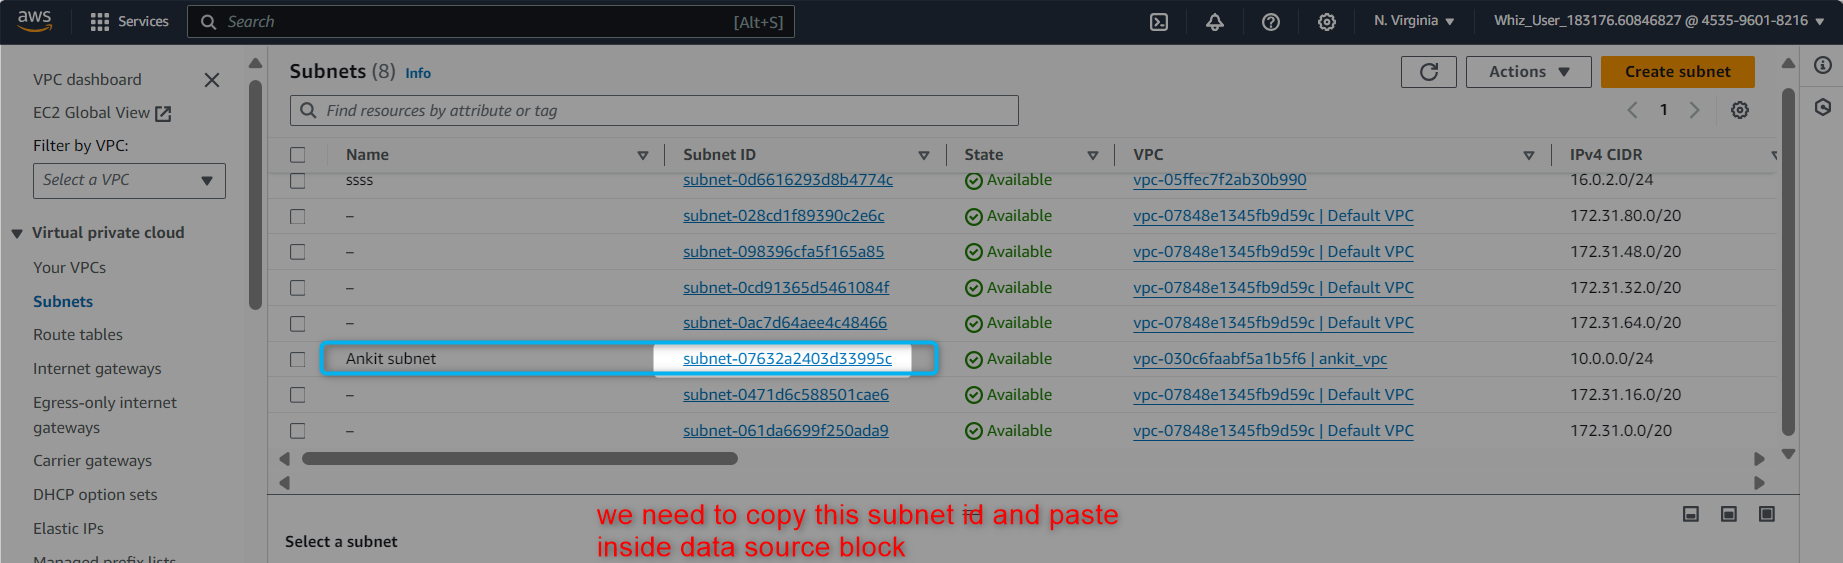 aws Services Search [Alt+S] N. Virginia Whiz_User_183176.60846827 @ 4535-9601-8216
VPC dashboard
EC2 Global View
Filter by VPC:
Select a VPC
Virtual private cloud
Your VPCs
Subnets
Route tables
Internet gateways
Egress-only internet
gateways
Carrier gateways
DHCP option sets
Elastic IPs
Managed prefix lists
Subnets (8) Info Actions Create subnet
Find resources by attribute or tag 1
Name Subnet ID State VPC IPv4 CIDR
ssss subnet-0d6616293d8b4774c Available vpc-05ffec7f2ab30b990 16.0.2.0/24
– subnet-028cd1f89390c2e6c Available vpc-07848e1345fb9d59c | Default VPC 172.31.80.0/20
– subnet-098396cfa5f165a85 Available vpc-07848e1345fb9d59c | Default VPC 172.31.48.0/20
– subnet-0cd91365d5461084f Available vpc-07848e1345fb9d59c | Default VPC 172.31.32.0/20
– subnet-0ac7d64aee4c48466 Available vpc-07848e1345fb9d59c | Default VPC 172.31.64.0/20
Ankit subnet subnet-07632a2403d33995c Available vpc-030c6faabf5a1b5f6 | ankit_vpc 10.0.0.0/24
– subnet-0471d6c588501cae6 Available vpc-07848e1345fb9d59c | Default VPC 172.31.16.0/20
– subnet-061da6699f250ada9 Available vpc-07848e1345fb9d59c | Default VPC 172.31.0.0/20
we need to copy this subnet id and paste
inside data source block
Select a subnet